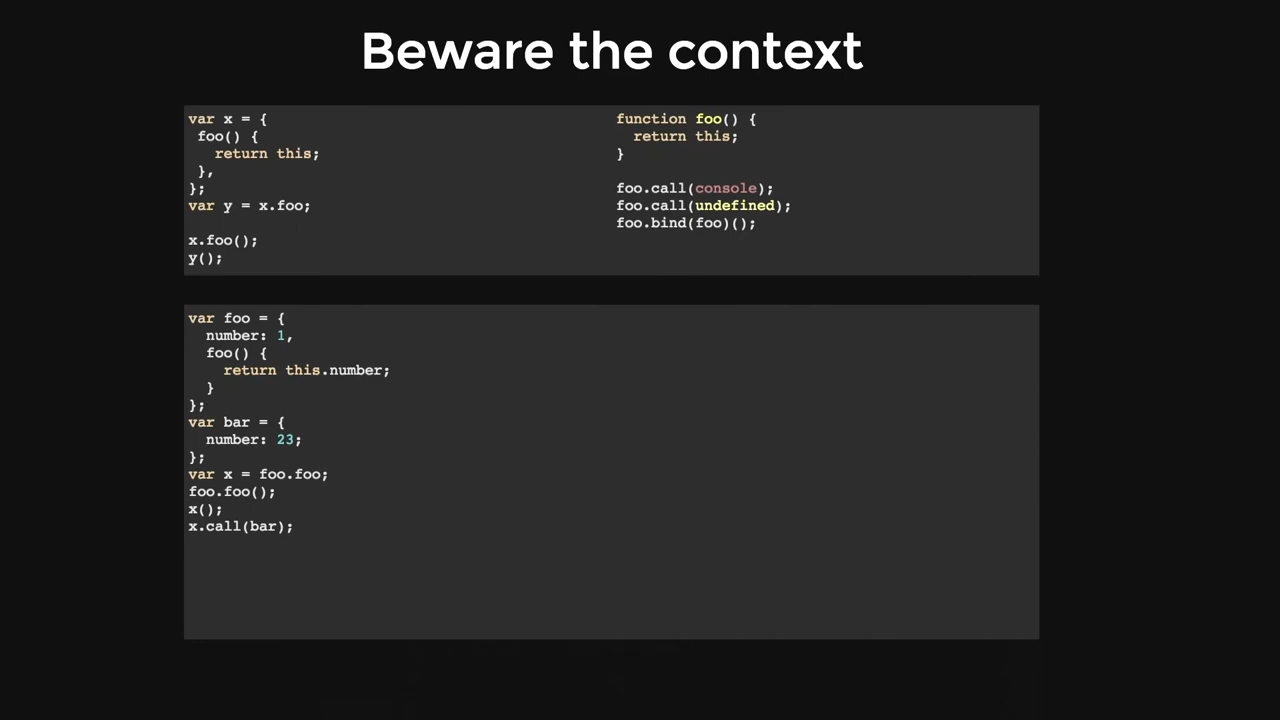 Beware the context
var x = {
 foo() {
   return this;
 },
};
var y = x.foo;

x.foo();
y();
function foo() {
  return this;
}

foo.call(console);
foo.call(undefined);
foo.bind(foo)();
var foo = {
  number: 1,
  foo() {
    return this.number;
  }
};
var bar = {
  number: 23;
};
var x = foo.foo;
foo.foo();
x();
x.call(bar);